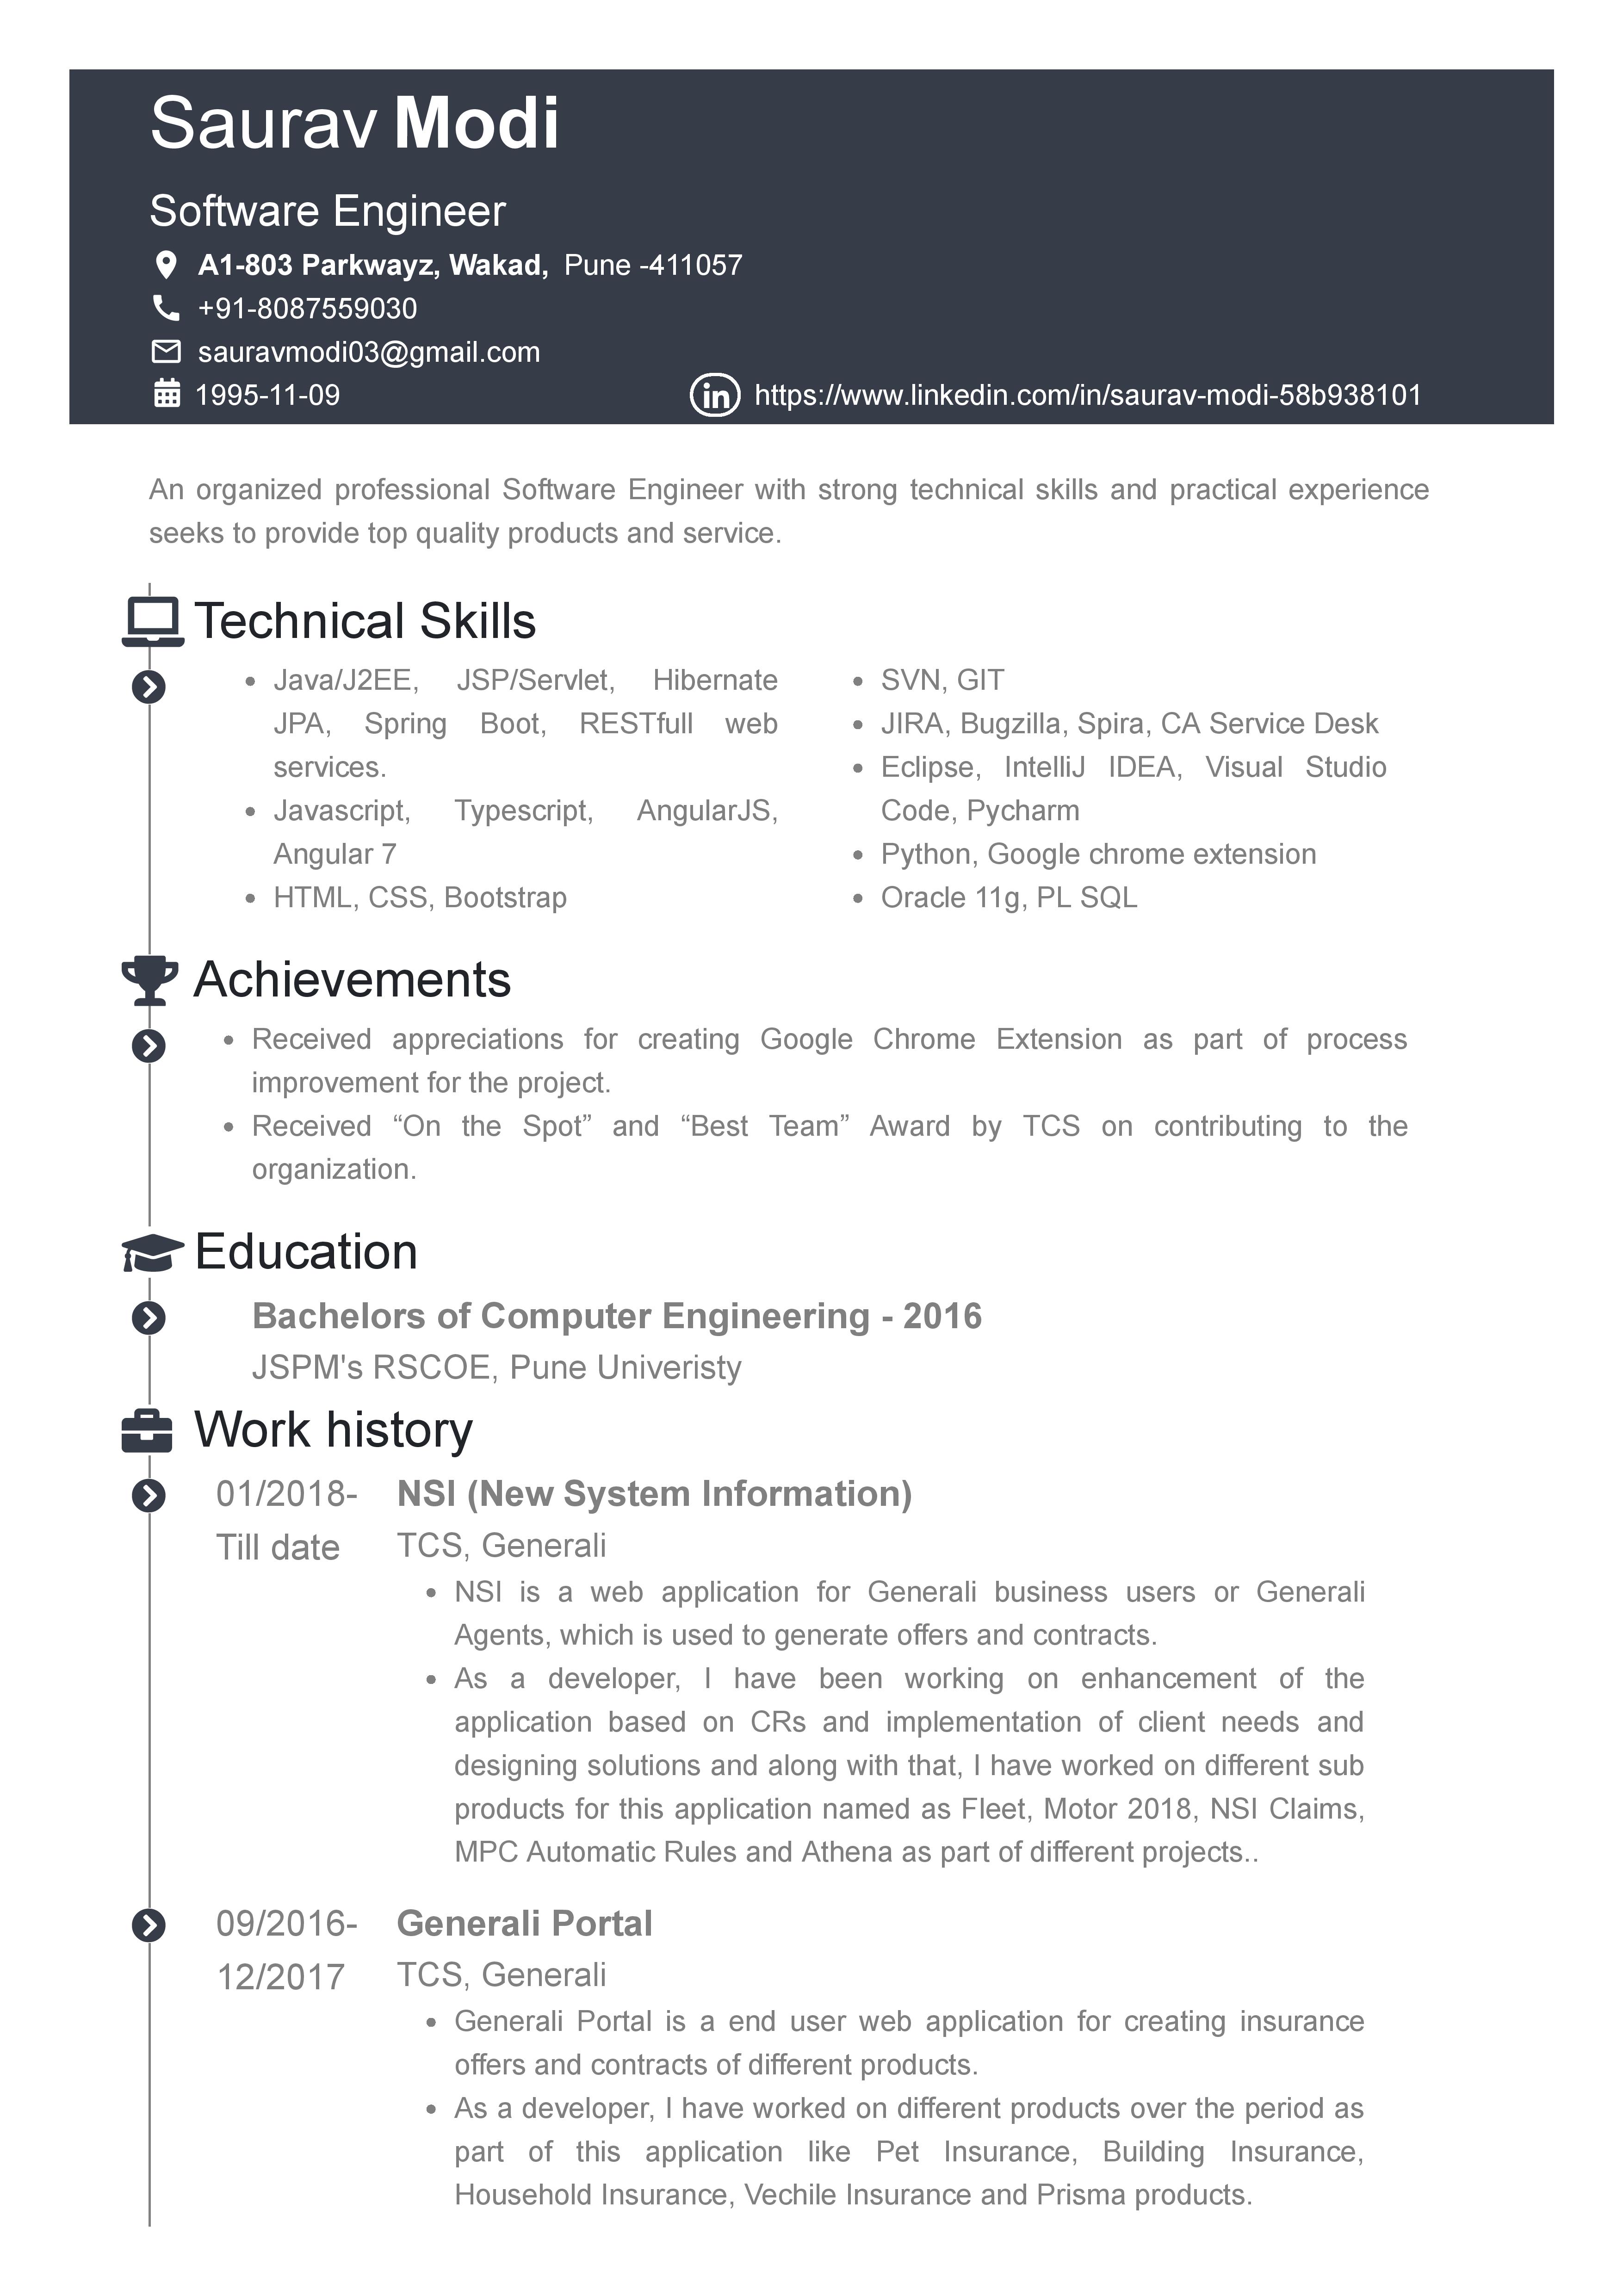 Saurav Modi
Software Engineer
A1-803 Parkwayz, Wakad, Pune -411057
+91-8087559030
sauravmodi03@gmail.com
1995-11-09
in https://www.linkedin.com/in/saurav-modi-58b938101
An organized professional Software Engineer with strong technical skills and practical experience
seeks to provide top quality products and service.
Technical Skills
• Java/J2EE, JSP/Servlet, Hibernate
JPA, Spring Boot, RESTfull web
services.
• Javascript, Typescript, AngularJS,
Angular 7
• HTML, CSS, Bootstrap
• SVN, GIT
• JIRA, Bugzilla, Spira, CA Service Desk
• Eclipse, IntelliJ IDEA, Visual Studio
Code, Pycharm
• Python, Google chrome extension
• Oracle 11g, PL SQL
Achievements
• Received appreciations for creating Google Chrome Extension as part of process
improvement for the project.
• Received “On the Spot” and “Best Team” Award by TCS on contributing to the
organization.
Education
Bachelors of Computer Engineering - 2016
JSPM's RSCOE, Pune Univeristy
Work history
01/2018-
Till date
NSI (New System Information)
TCS, Generali
• NSI is a web application for Generali business users or Generali
Agents, which is used to generate offers and contracts.
• As a developer, I have been working on enhancement of the
application based on CRs and implementation of client needs and
designing solutions and along with that, I have worked on different sub
products for this application named as Fleet, Motor 2018, NSI Claims,
MPC Automatic Rules and Athena as part of different projects..
09/2016-
12/2017
Generali Portal
TCS, Generali
• Generali Portal is a end user web application for creating insurance
offers and contracts of different products.
• As a developer, I have worked on different products over the period as
part of this application like Pet Insurance, Building Insurance,
Household Insurance, Vechile Insurance and Prisma products.